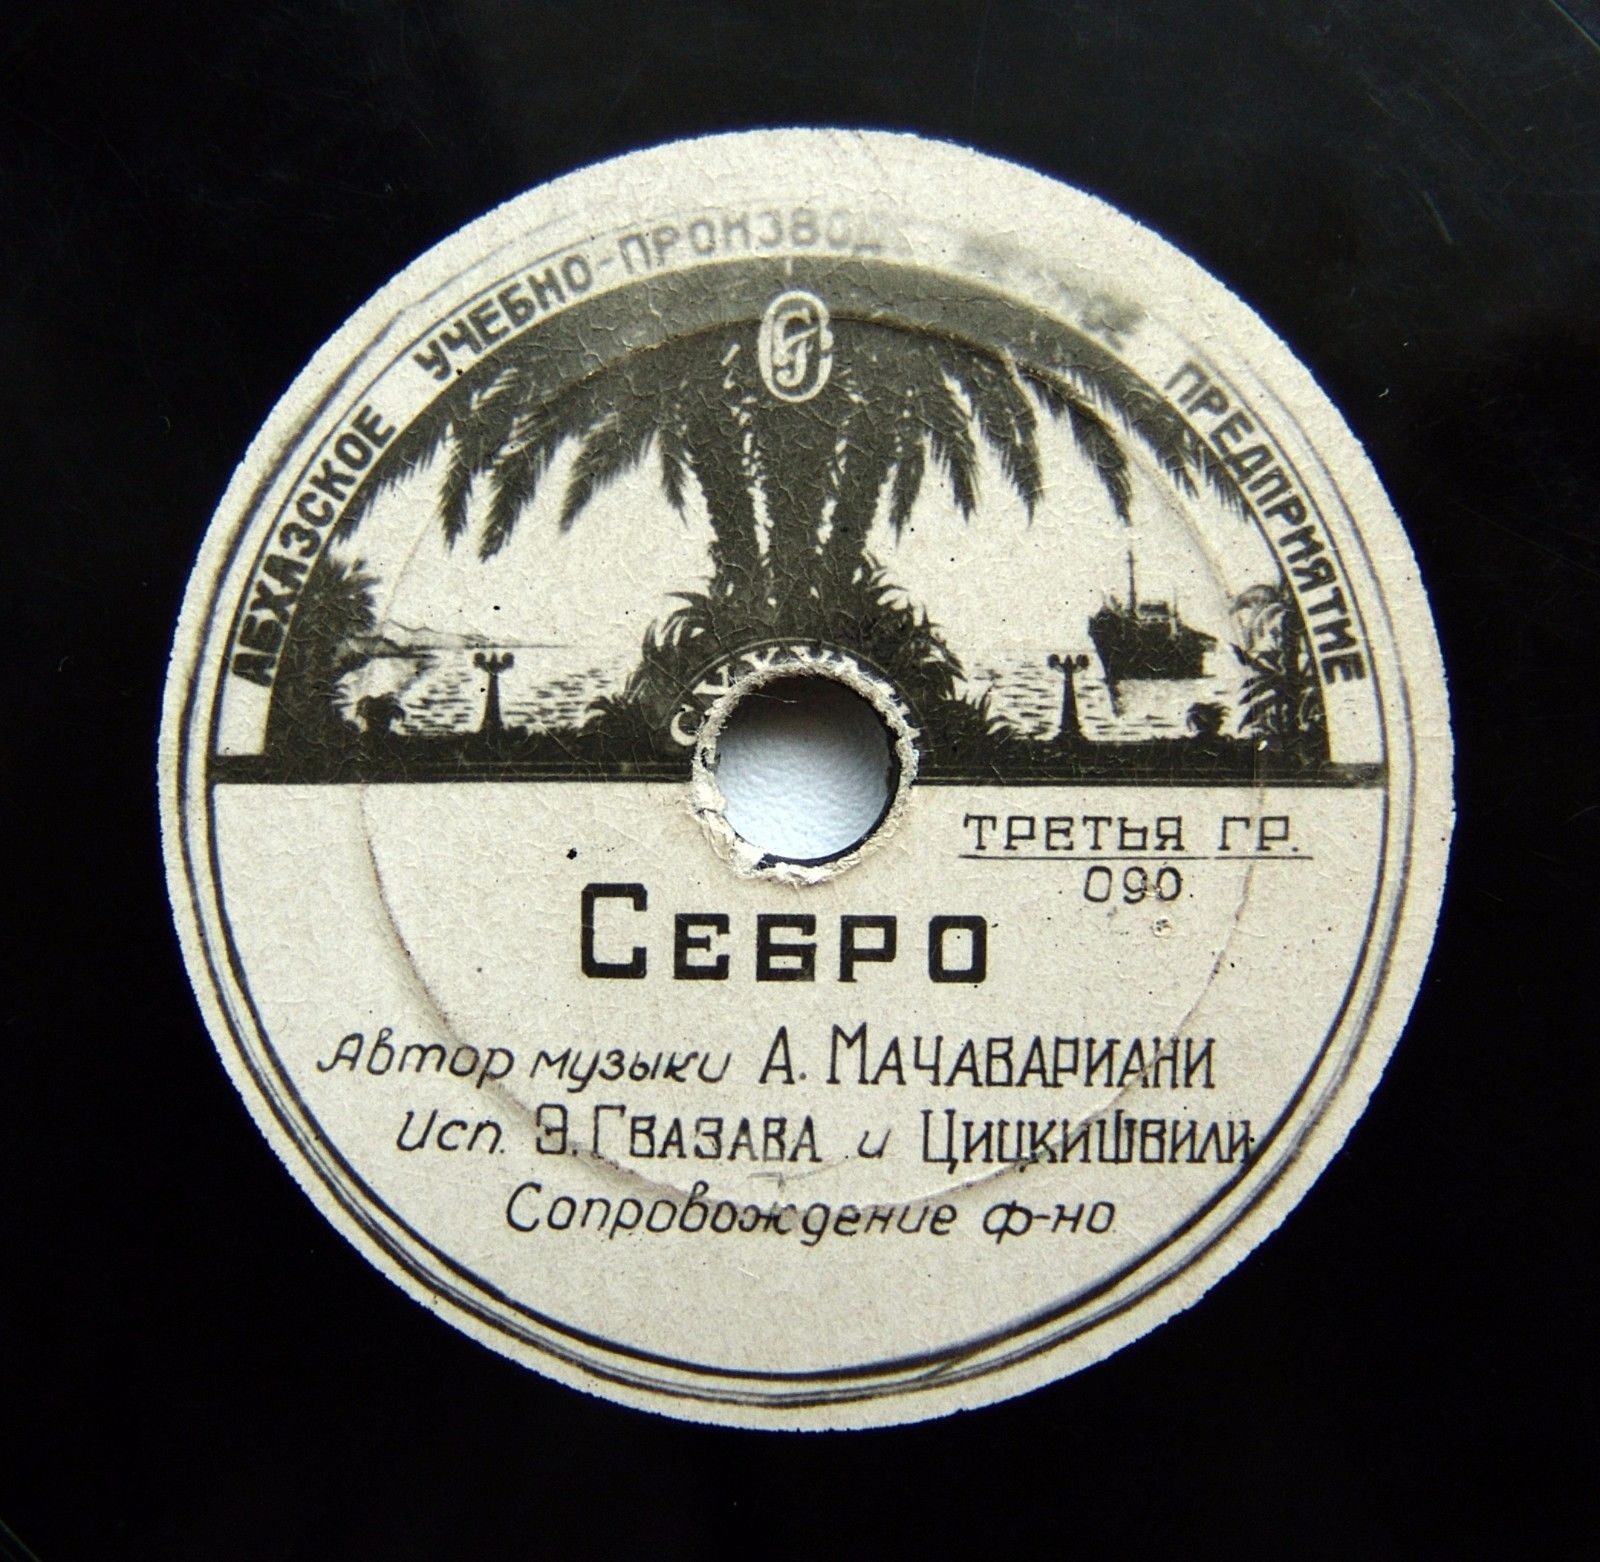 АБХАЗСКОЕ УЧЕБНО-ПРОИЗВОД ПРЕДПРИЯТИЕ
ТРЕТЬЯ ГР.
090
СЕБРО
Автор музыки А. МАЧАВАРИАНИ
Исп. Э. ГВАЗАВА и ЦИЦКИШВИЛИ
Сопровождение ф-но